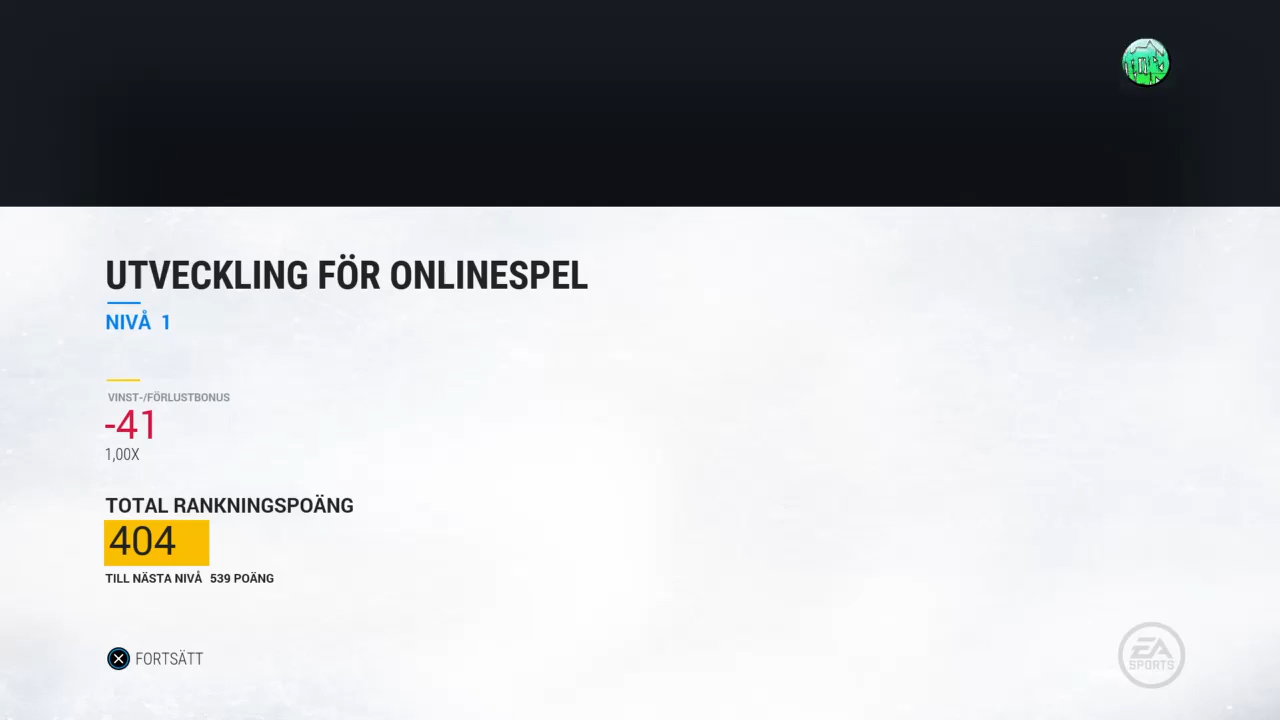 UTVECKLING FÖR ONLINESPEL
NIVÅ 1
VINST-/FÖRLUSTBONUS
-41
1,00X
TOTAL RANKNINGSPOÄNG
404
TILL NÄSTA NIVÅ 539 POÄNG
FORTSÄTT
EA
SPORTS